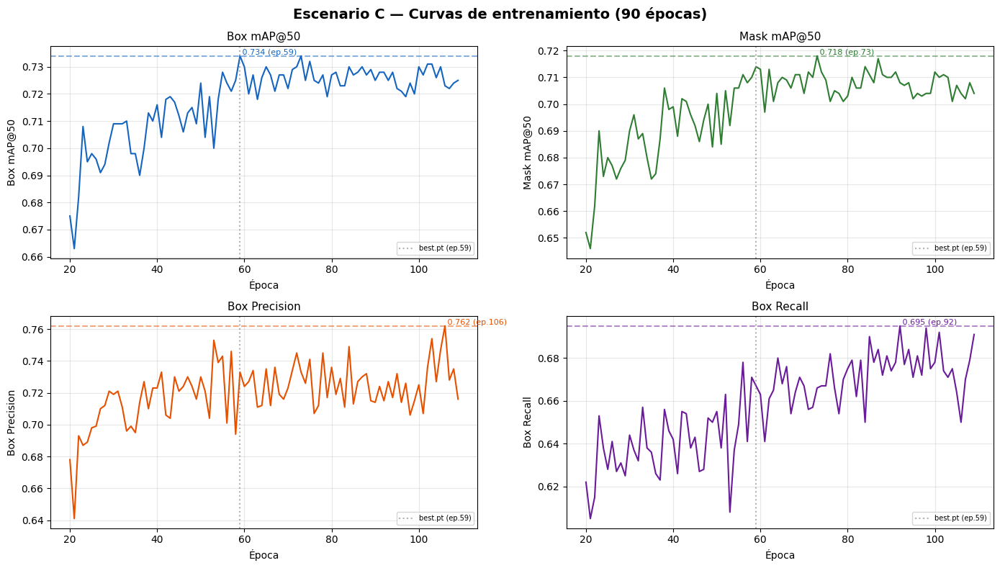 Escenario C — Curvas de entrenamiento (90 épocas)
Box mAP@50
0.734 (ep.59)
Box mAP@50
0.73
0.72
0.71
0.70
0.69
0.68
0.67
0.66
20 40 60 80 100
Época
best.pt (ep.59)
Mask mAP@50
0.718 (ep.73)
Mask mAP@50
0.72
0.71
0.70
0.69
0.68
0.67
0.66
0.65
20 40 60 80 100
Época
best.pt (ep.59)
Box Precision
0.762 (ep.106)
Box Precision
0.76
0.74
0.72
0.70
0.68
0.66
0.64
20 40 60 80 100
Época
best.pt (ep.59)
Box Recall
0.695 (ep.92)
Box Recall
0.68
0.66
0.64
0.62
20 40 60 80 100
Época
best.pt (ep.59)